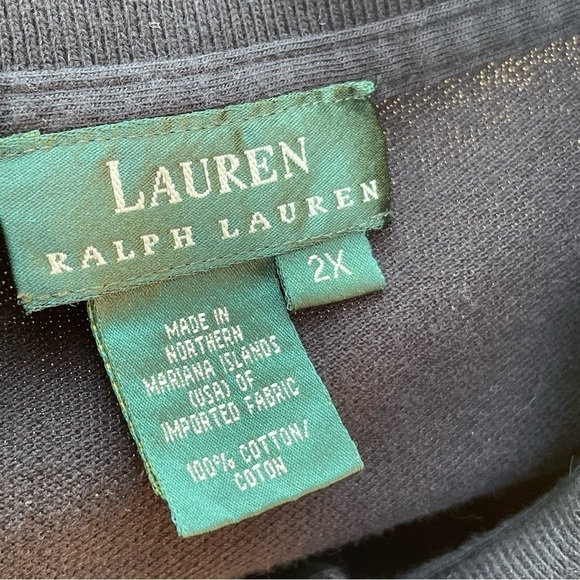 LAUREN
RALPH LAUREN
2X
MADE IN
NORTHERN
MARIANA ISLANDS
(USA) OF
IMPORTED FABRIC
100% COTTON/
COTON